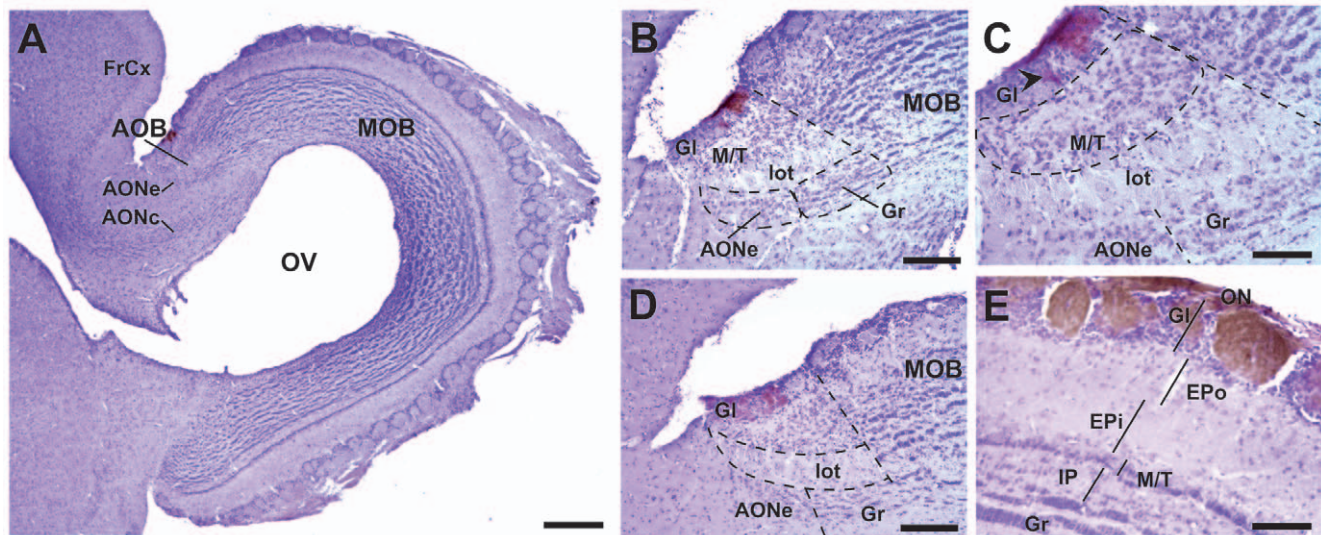 A
FrCx
AOB
MOB
AONe
AONc
OV
B
MOB
Gl
M/T
lot
Gr
AONe
C
Gl
M/T
lot
Gr
AONe
D
MOB
Gl
lot
AONe
Gr
E
ON
Gl
EPo
EPi
IP
M/T
Gr